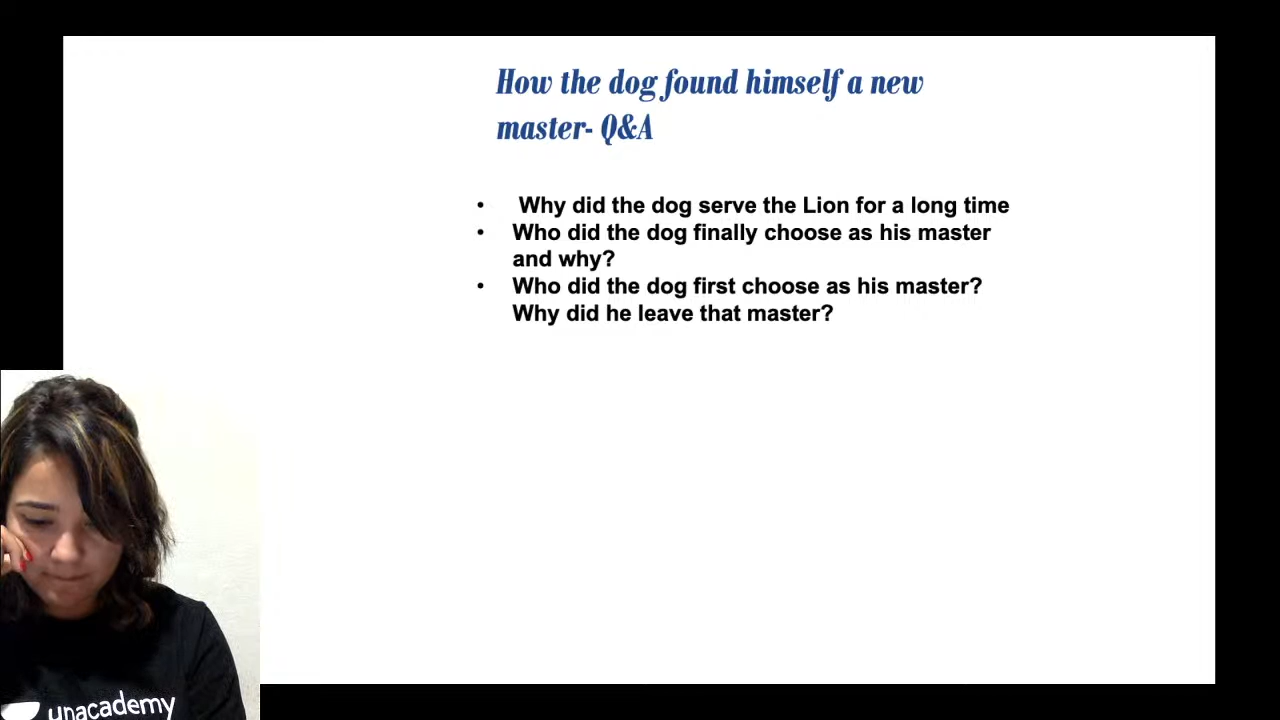 How the dog found himself a new
master- Q&A
• Why did the dog serve the Lion for a long time
• Who did the dog finally choose as his master
and why?
• Who did the dog first choose as his master?
Why did he leave that master?
unacademy